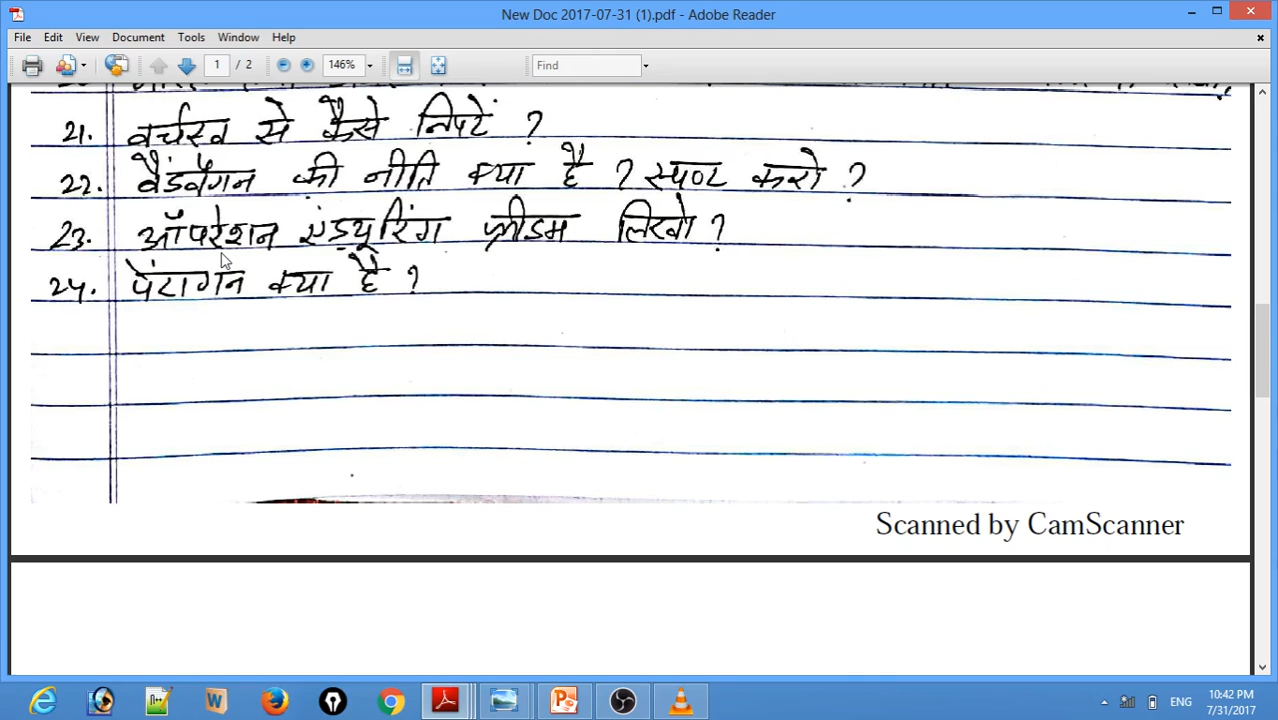 New Doc 2017-07-31 (1).pdf - Adobe Reader
File Edit View Document Tools Window Help
1 / 2 146% Find
21. वर्चस्व से कैसे निपटें ?
22. बैंडवैगन की नीति क्या है ? स्पष्ट करो ?
23. ऑपरेशन एंड्यूरिंग फ्रीडम लिखो ?
24. पेंटागन क्या है ?
Scanned by CamScanner
ENG 10:42 PM
7/31/2017